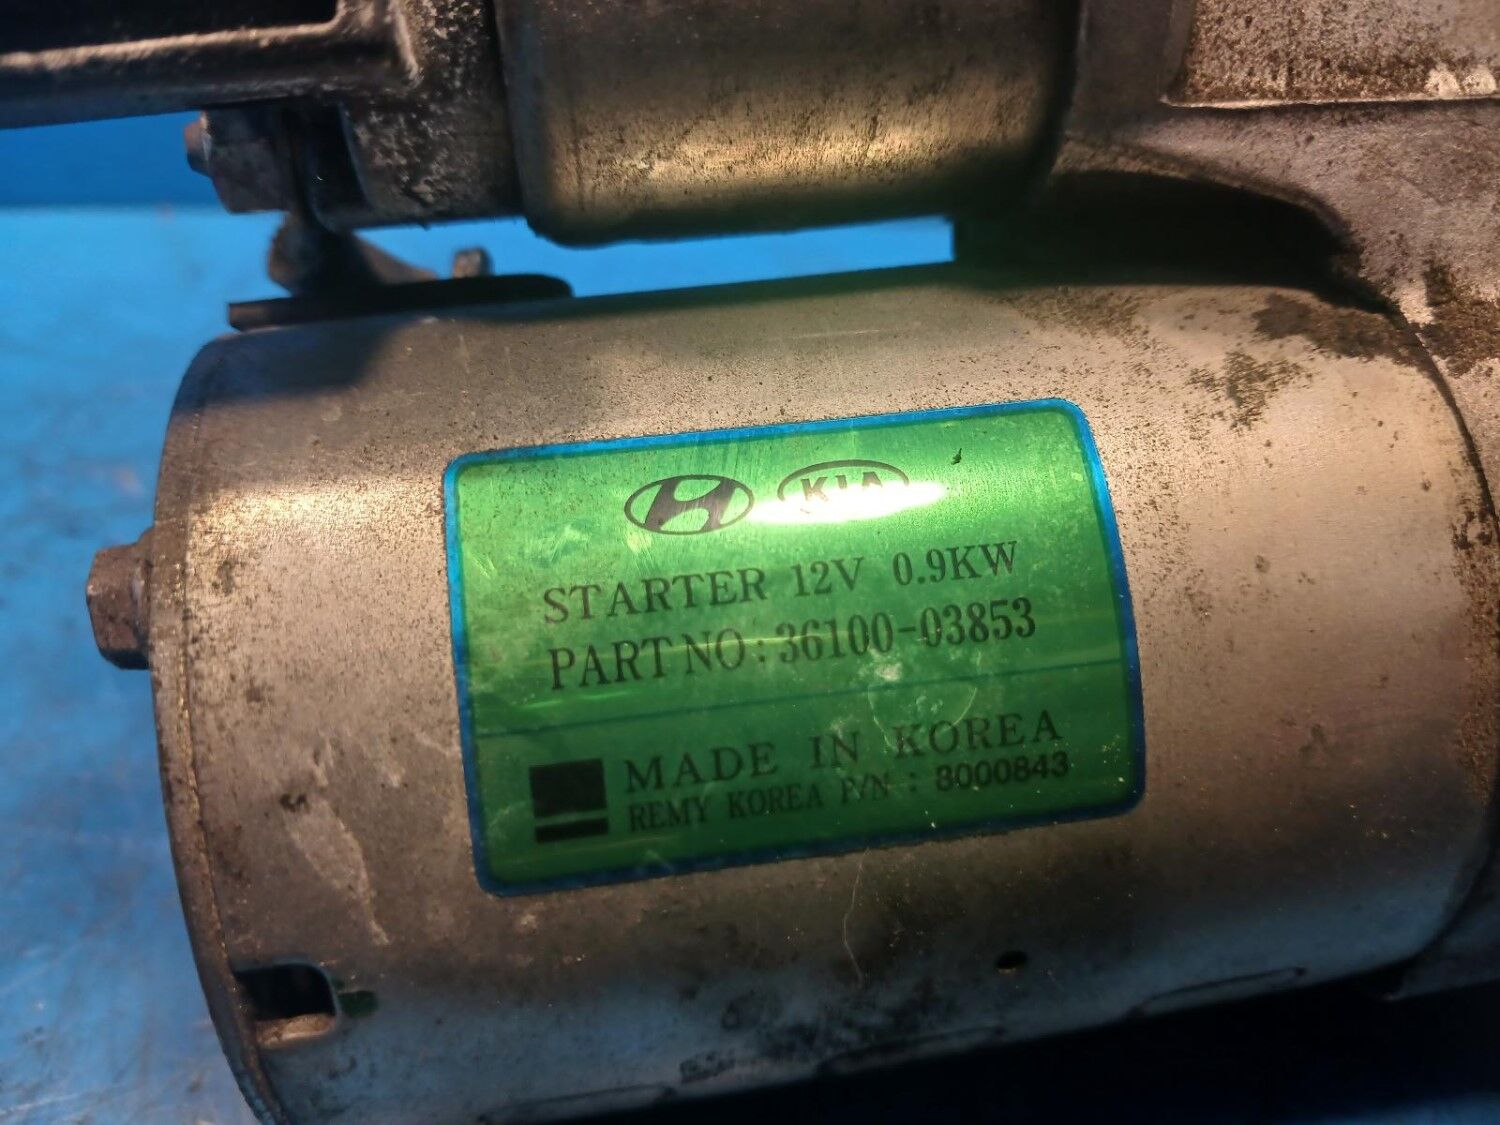 KIA
STARTER 12V 0.9KW
PART NO: 36100-03853
MADE IN KOREA
REMY KOREA P/N : 8000843